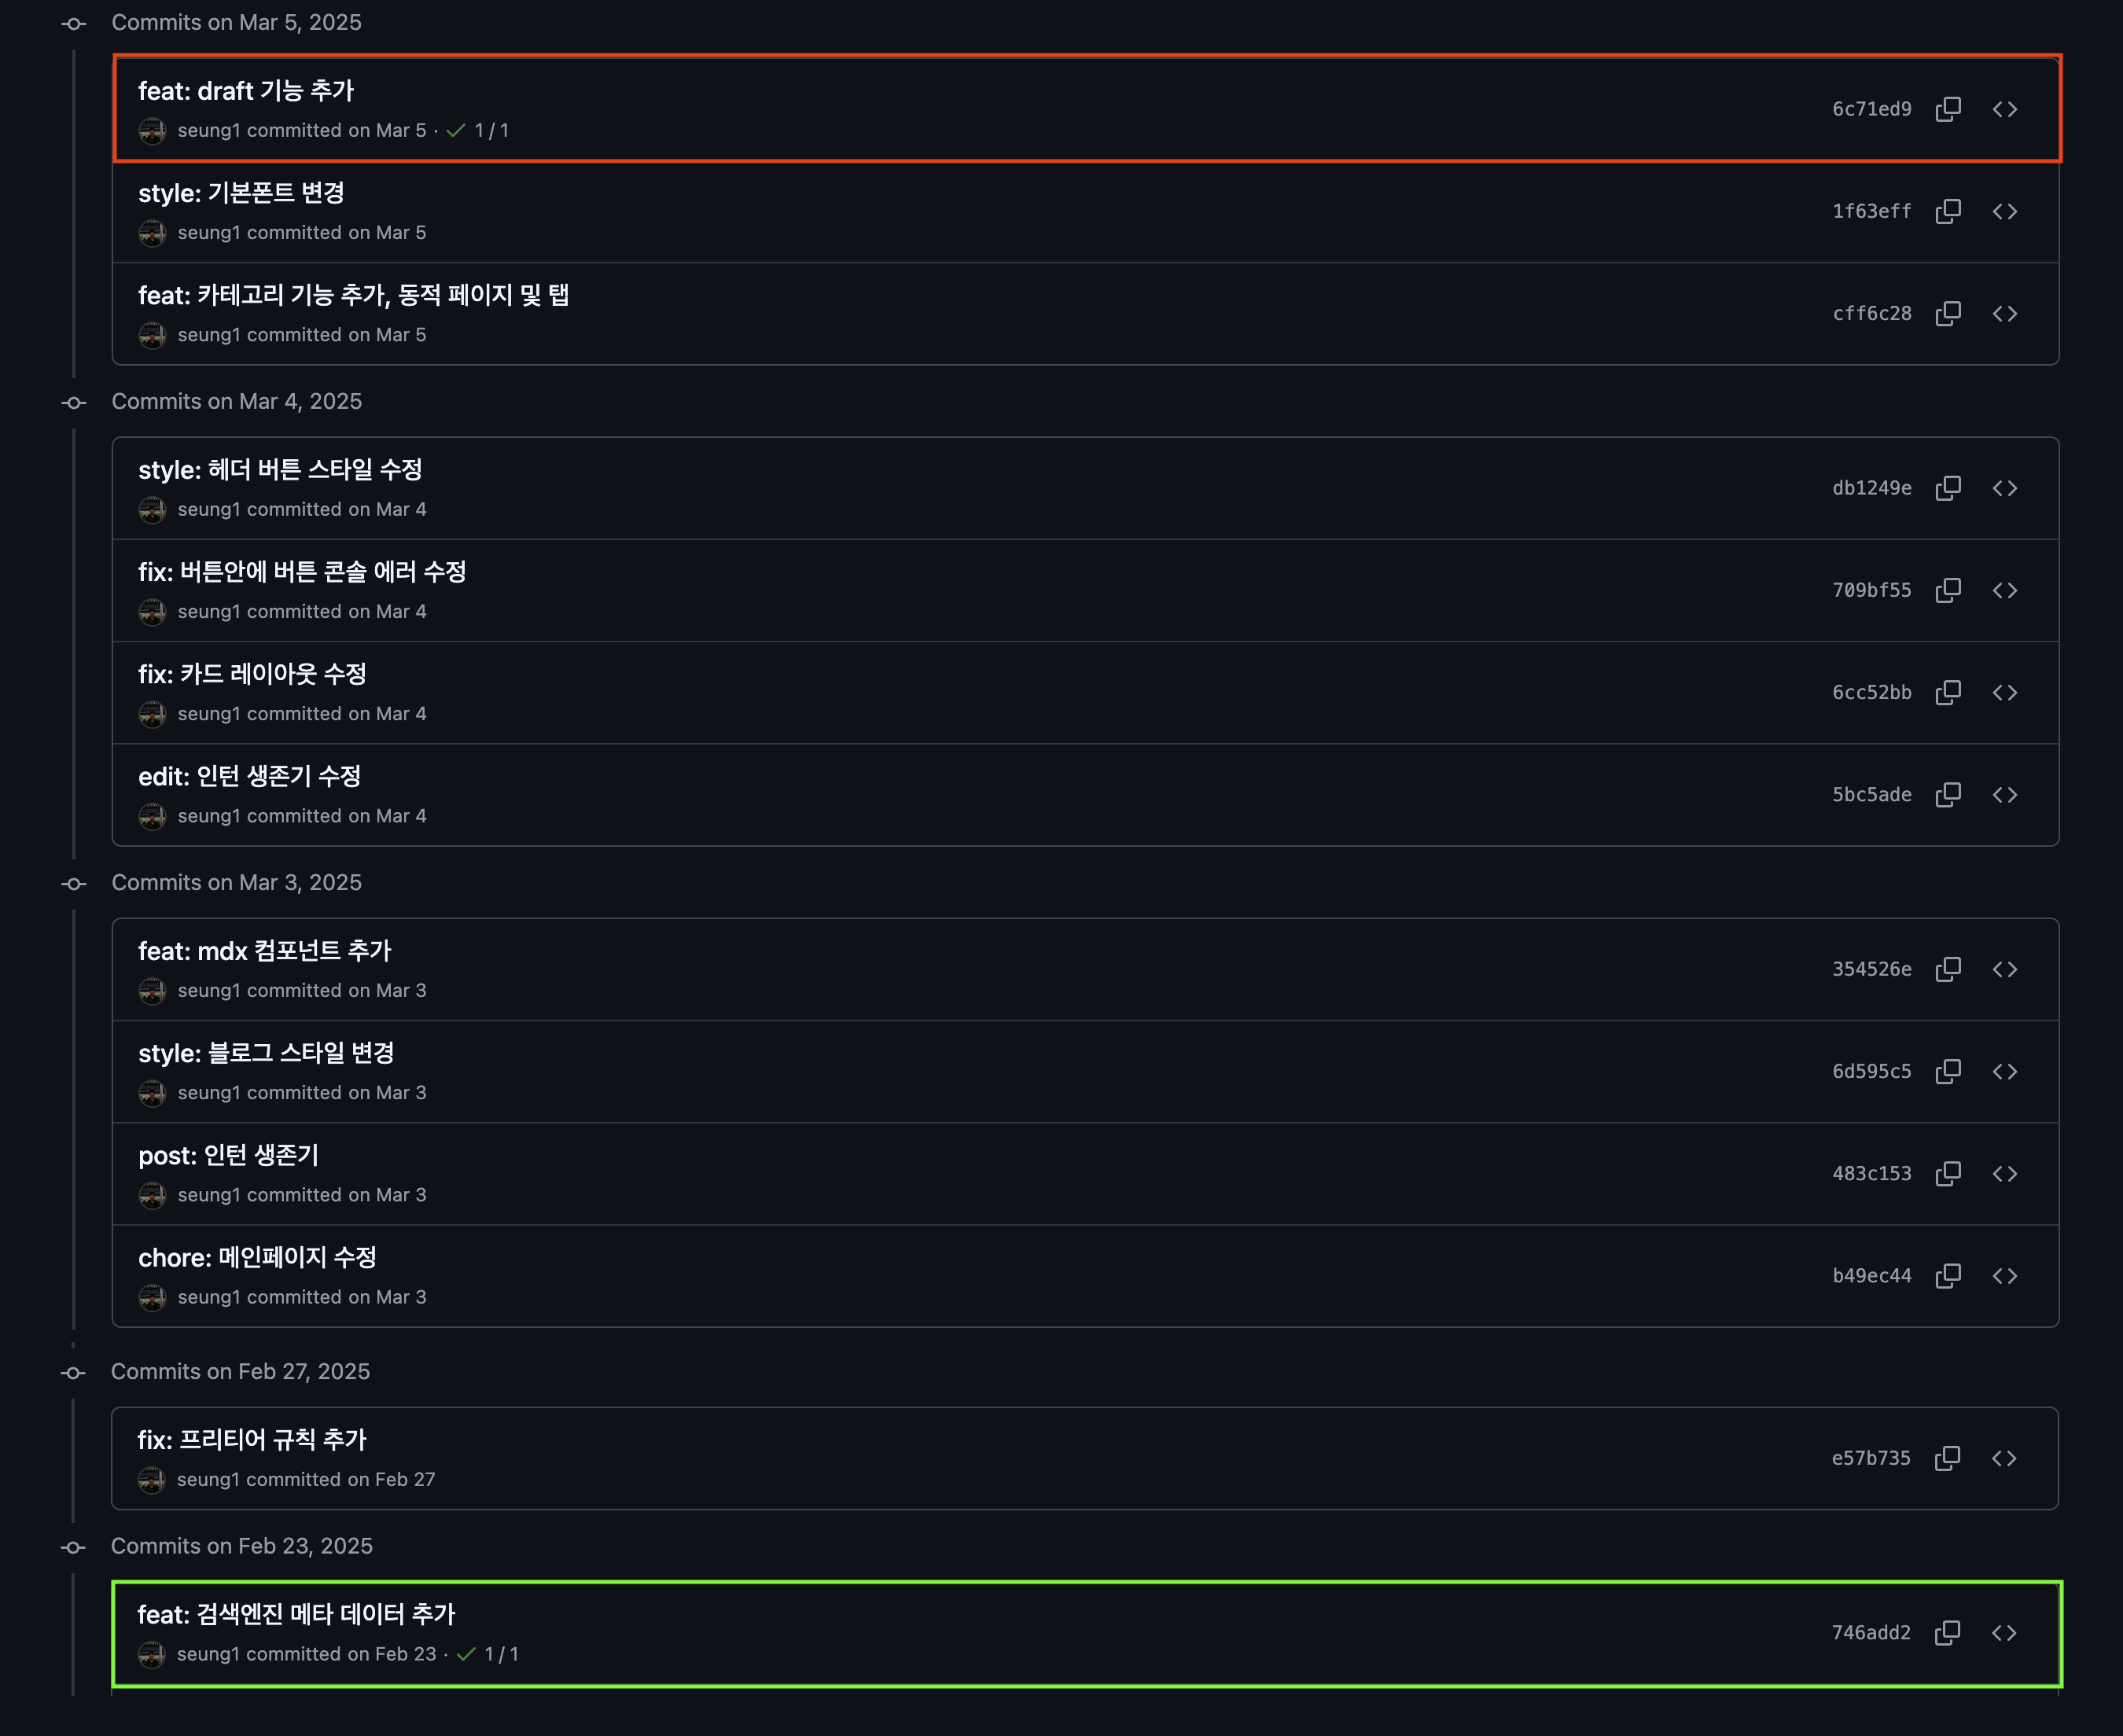 Commits on Mar 5, 2025
feat: draft 기능 추가
6c71ed9
seung1 committed on Mar 5 · 1 / 1
style: 기본폰트 변경
1f63eff
seung1 committed on Mar 5
feat: 카테고리 기능 추가, 동적 페이지 및 탭
cff6c28
seung1 committed on Mar 5
Commits on Mar 4, 2025
style: 헤더 버튼 스타일 수정
db1249e
seung1 committed on Mar 4
fix: 버튼안에 버튼 콘솔 에러 수정
709bf55
seung1 committed on Mar 4
fix: 카드 레이아웃 수정
6cc52bb
seung1 committed on Mar 4
edit: 인턴 생존기 수정
5bc5ade
seung1 committed on Mar 4
Commits on Mar 3, 2025
feat: mdx 컴포넌트 추가
354526e
seung1 committed on Mar 3
style: 블로그 스타일 변경
6d595c5
seung1 committed on Mar 3
post: 인턴 생존기
483c153
seung1 committed on Mar 3
chore: 메인페이지 수정
b49ec44
seung1 committed on Mar 3
Commits on Feb 27, 2025
fix: 프리티어 규칙 추가
e57b735
seung1 committed on Feb 27
Commits on Feb 23, 2025
feat: 검색엔진 메타 데이터 추가
746add2
seung1 committed on Feb 23 · 1 / 1